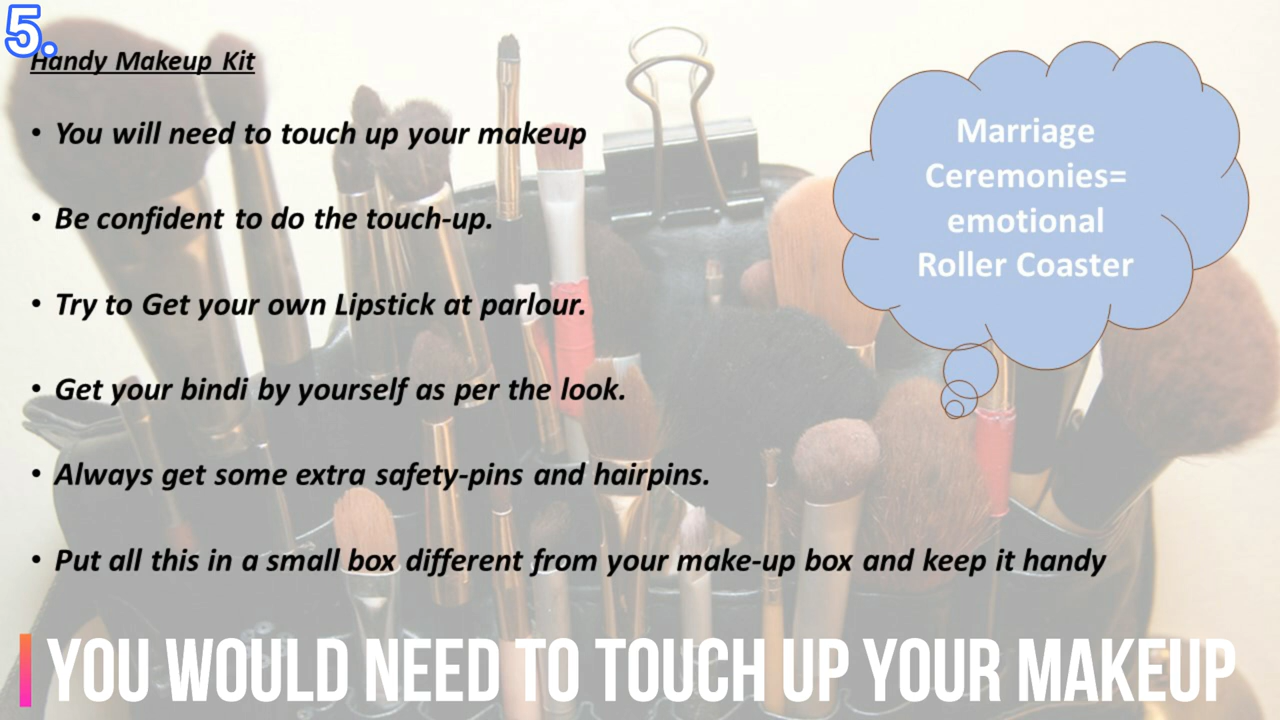 5.
Handy Makeup Kit
• You will need to touch up your makeup
• Be confident to do the touch-up.
• Try to Get your own Lipstick at parlour.
• Get your bindi by yourself as per the look.
• Always get some extra safety-pins and hairpins.
• Put all this in a small box different from your make-up box and keep it handy
Marriage
Ceremonies=
emotional
Roller Coaster
YOU WOULD NEED TO TOUCH UP YOUR MAKEUP